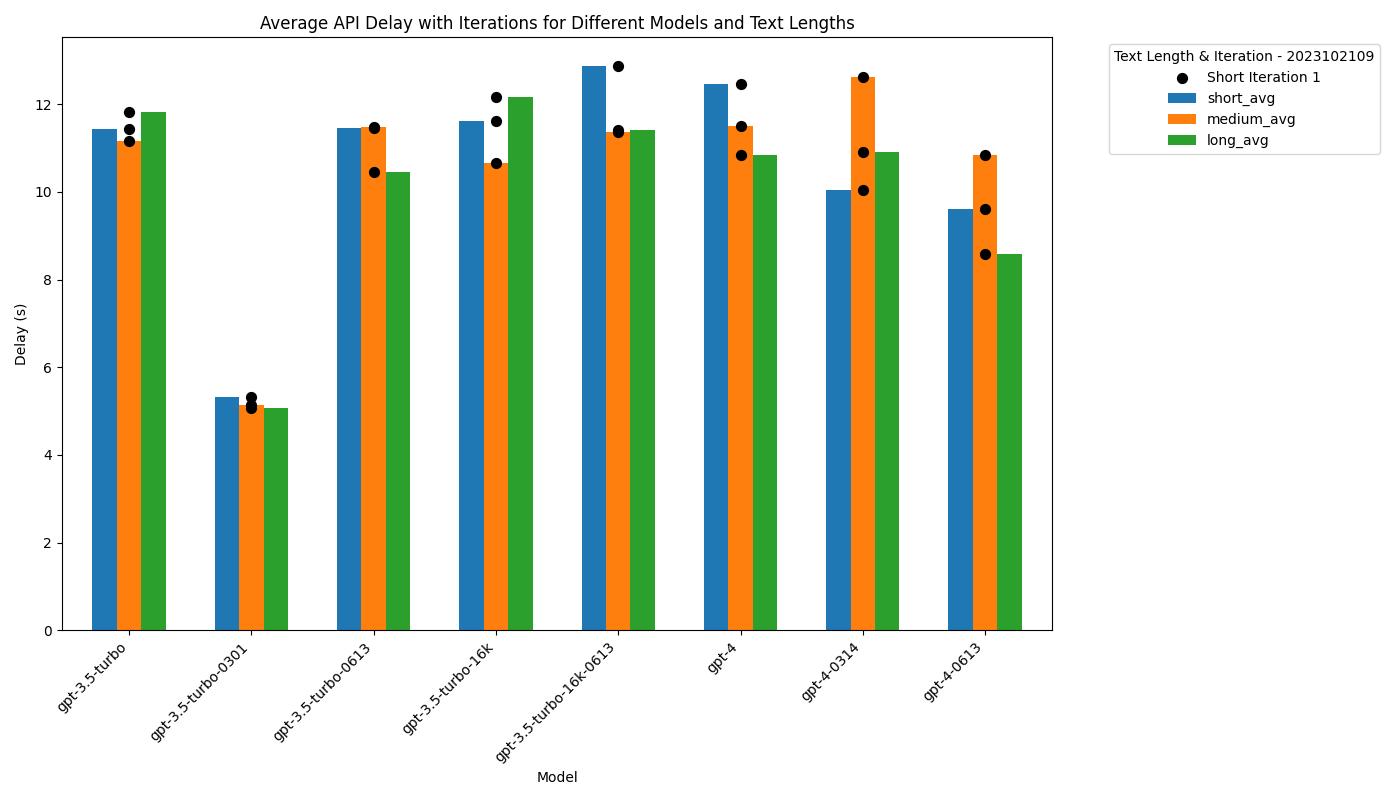 Average API Delay with Iterations for Different Models and Text Lengths
Text Length & Iteration - 2023102109
Short Iteration 1
short_avg
medium_avg
long_avg
Delay (s)
12
10
8
6
4
2
0
gpt-3.5-turbo
gpt-3.5-turbo-0301
gpt-3.5-turbo-0613
gpt-3.5-turbo-16k
gpt-3.5-turbo-16k-0613
gpt-4
gpt-4-0314
gpt-4-0613
Model